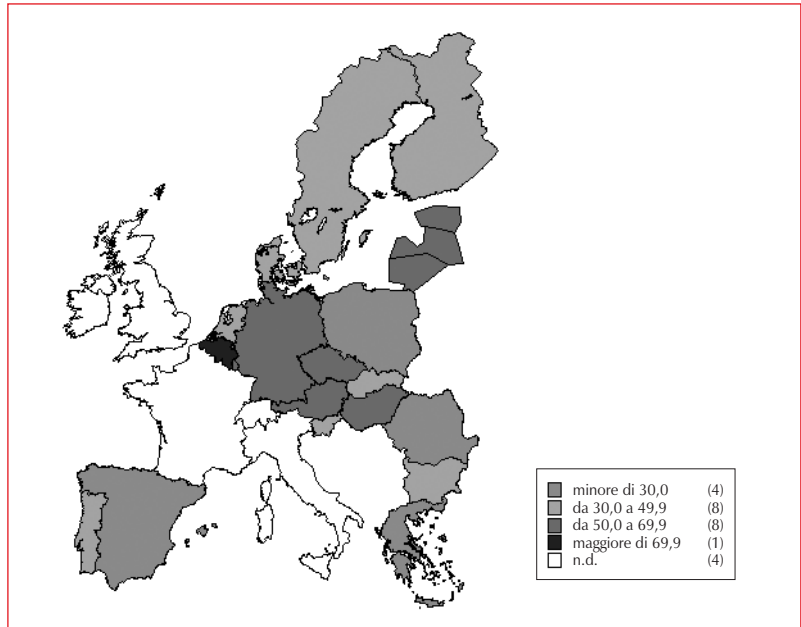 minore di 30,0 (4)
da 30,0 a 49,9 (8)
da 50,0 a 69,9 (8)
maggiore di 69,9 (1)
n.d. (4)